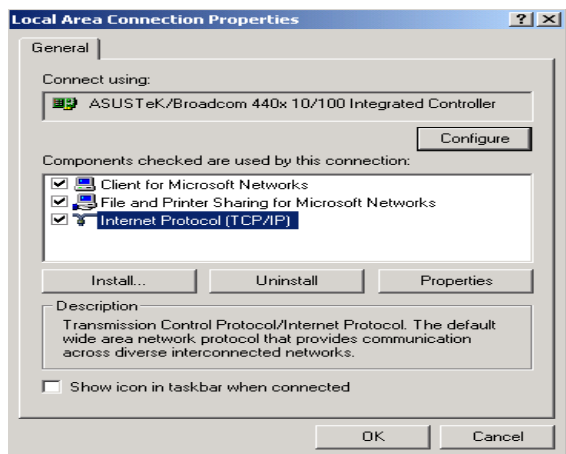 Local Area Connection Properties
General
Connect using:
ASUSTeK/Broadcom 440x 10/100 Integrated Controller
Configure
Components checked are used by this connection:
Client for Microsoft Networks
File and Printer Sharing for Microsoft Networks
Internet Protocol (TCP/IP)
Install... Uninstall Properties
Description
Transmission Control Protocol/Internet Protocol. The default
wide area network protocol that provides communication
across diverse interconnected networks.
Show icon in taskbar when connected
OK Cancel